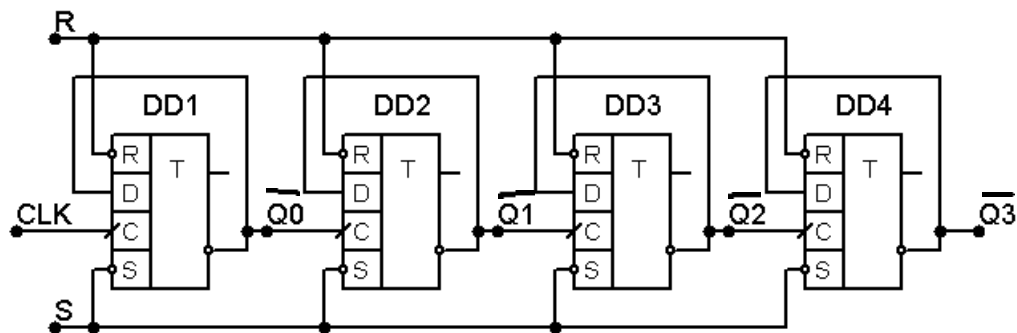 R
DD1 DD2 DD3 DD4
R T R T R T R T
D D D D
CLK C Q0 C Q1 C Q2 C Q3
S S S S
S